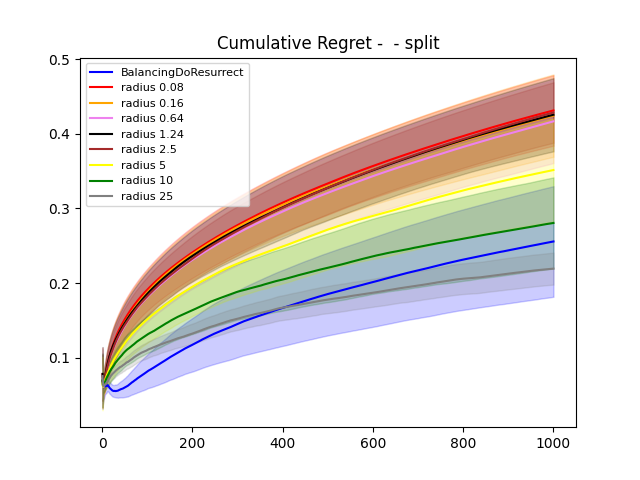 Cumulative Regret -  - split
0.5
0.4
0.3
0.2
0.1
BalancingDoResurrect
radius 0.08
radius 0.16
radius 0.64
radius 1.24
radius 2.5
radius 5
radius 10
radius 25
0 200 400 600 800 1000